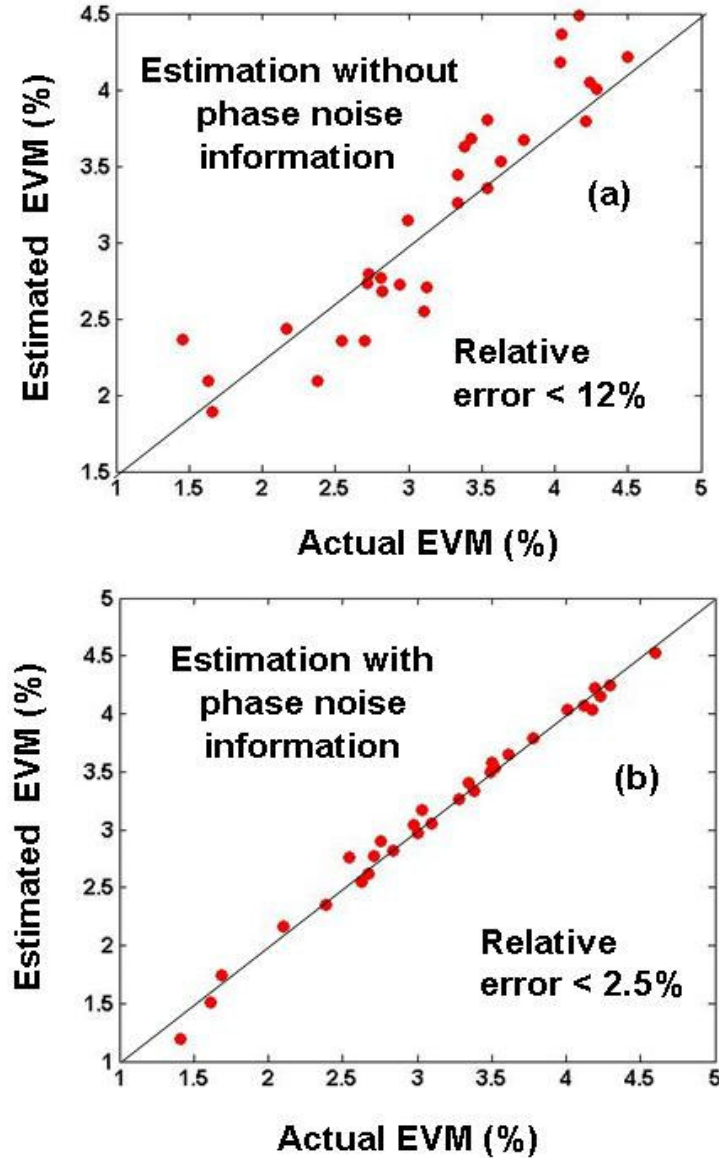 4.5
Estimation without
phase noise
information
4
3.5
(a)
3
2.5
Relative
error < 12%
2
1.5
1
1.5
2
2.5
3
3.5
4
4.5
5
Estimated EVM (%)
Actual EVM (%)
5
4.5
Estimation with
phase noise
information
4
3.5
(b)
3
2.5
Relative
error < 2.5%
2
1.5
1
1
1.5
2
2.5
3
3.5
4
4.5
5
Estimated EVM (%)
Actual EVM (%)